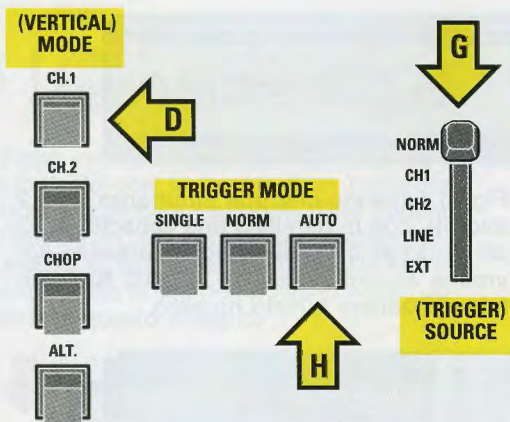 (VERTICAL)
MODE
CH.1
D
CH.2
CHOP
ALT.
TRIGGER MODE
SINGLE NORM AUTO
H
G
NORM
CH1
CH2
LINE
EXT
(TRIGGER)
SOURCE